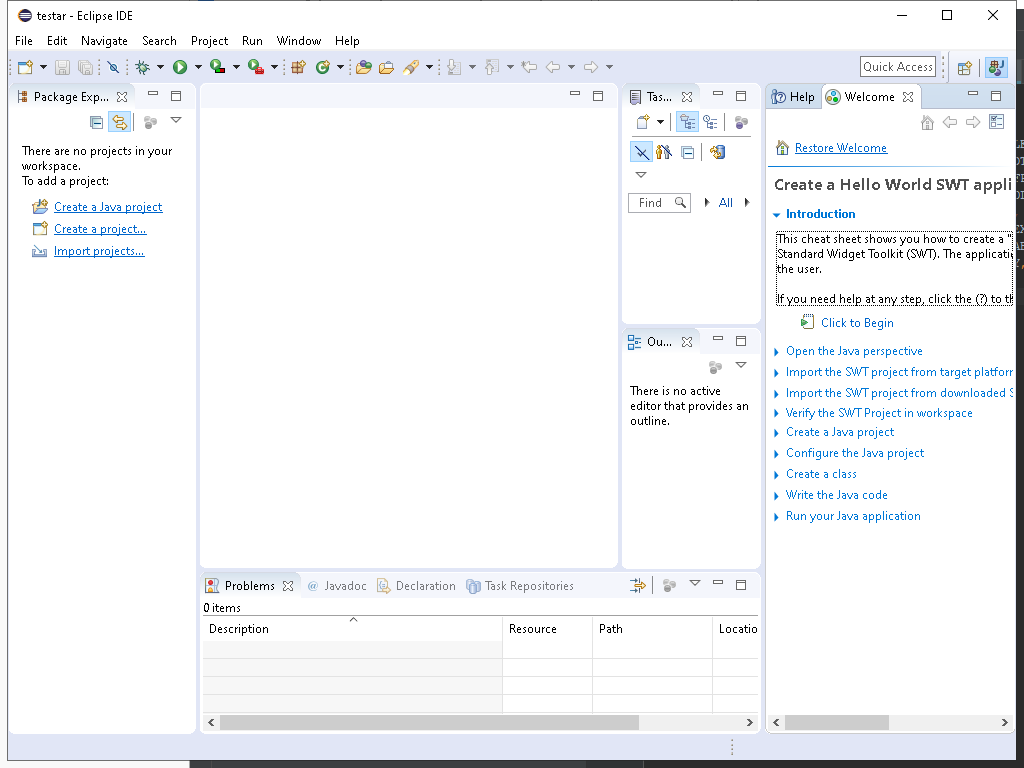 testar - Eclipse IDE
File Edit Navigate Search Project Run Window Help
Quick Access
Package Exp...
There are no projects in your
workspace.
To add a project:
Create a Java project
Create a project...
Import projects...
Tas...
Find
All
Ou...
There is no active
editor that provides an
outline.
Help Welcome
Restore Welcome
Create a Hello World SWT appli
Introduction
This cheat sheet shows you how to create a "
Standard Widget Toolkit (SWT). The applicati
the user.
If you need help at any step, click the (?) to th
Click to Begin
Open the Java perspective
Import the SWT project from target platfor
Import the SWT project from downloaded S
Verify the SWT Project in workspace
Create a Java project
Configure the Java project
Create a class
Write the Java code
Run your Java application
Problems Javadoc Declaration Task Repositories
0 items
Description Resource Path Locatio